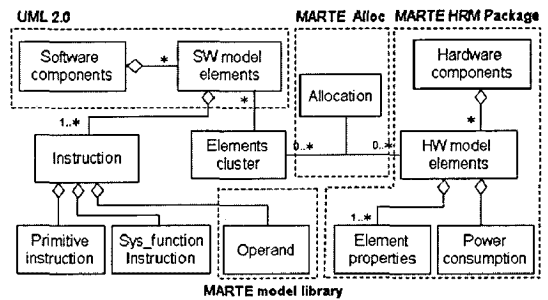 UML 2.0
MARTE Alloc
MARTE HRM Package
Software
components
*
SW model
elements
Hardware
components
Allocation
1..*
*
*
Instruction
Elements
cluster
0..*
0..*
HW model
elements
Primitive
instruction
Sys_function
Instruction
Operand
1..*
Element
properties
Power
consumption
MARTE model library